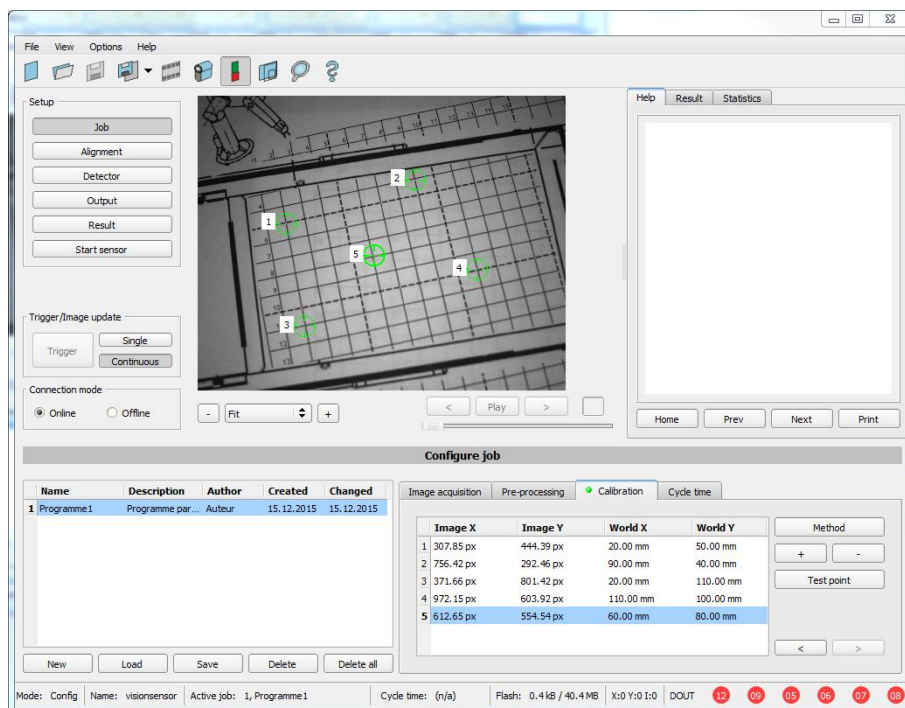 File View Options Help
Setup
Job
Alignment
Detector
Output
Result
Start sensor
Trigger/Image update
Trigger
Single
Continuous
Connection mode
Online Offline
1
2
3
4
5
- Fit +
< Play >
Help Result Statistics
Home Prev Next Print
Configure job
Name Description Author Created Changed
1 Programme1 Programme par... Auteur 15.12.2015 15.12.2015
New Load Save Delete Delete all
Image acquisition Pre-processing Calibration Cycle time
Image X Image Y World X World Y
1 307.85 px 444.39 px 20.00 mm 50.00 mm
2 756.42 px 292.46 px 90.00 mm 40.00 mm
3 371.66 px 801.42 px 20.00 mm 110.00 mm
4 972.15 px 603.92 px 110.00 mm 100.00 mm
5 612.65 px 554.54 px 60.00 mm 80.00 mm
Method
+ -
Test point
< >
Mode: Config Name: visionsensor Active job: 1, Programme1 Cycle time: (n/a) Flash: 0.4 kB / 40.4 MB X:0 Y:0 I:0 DOUT 12 09 05 06 07 08